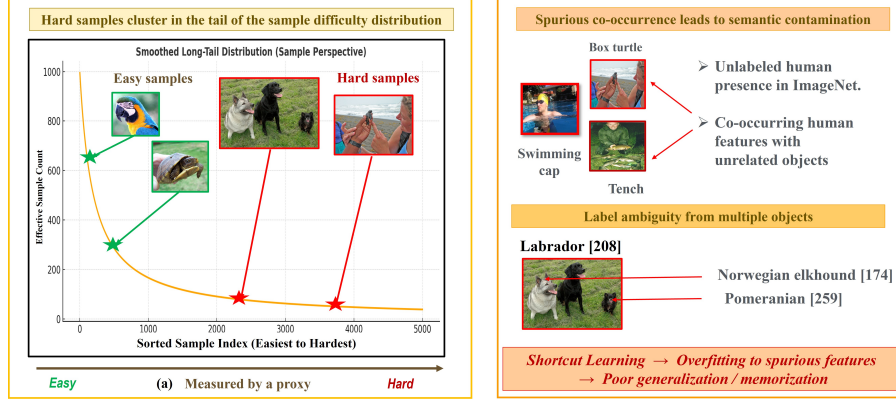 Hard samples cluster in the tail of the sample difficulty distribution
Smoothed Long-Tail Distribution (Sample Perspective)
Easy samples
Hard samples
Effective Sample Count
1000
800
600
400
200
0
0 1000 2000 3000 4000 5000
Sorted Sample Index (Easiest to Hardest)
Easy
(a) Measured by a proxy
Hard
Spurious co-occurrence leads to semantic contamination
Box turtle
Swimming
cap
Tench
➢ Unlabeled human
presence in ImageNet.
➢ Co-occurring human
features with
unrelated objects
Label ambiguity from multiple objects
Labrador [208]
Norwegian elkhound [174]
Pomeranian [259]
Shortcut Learning → Overfitting to spurious features
→ Poor generalization / memorization